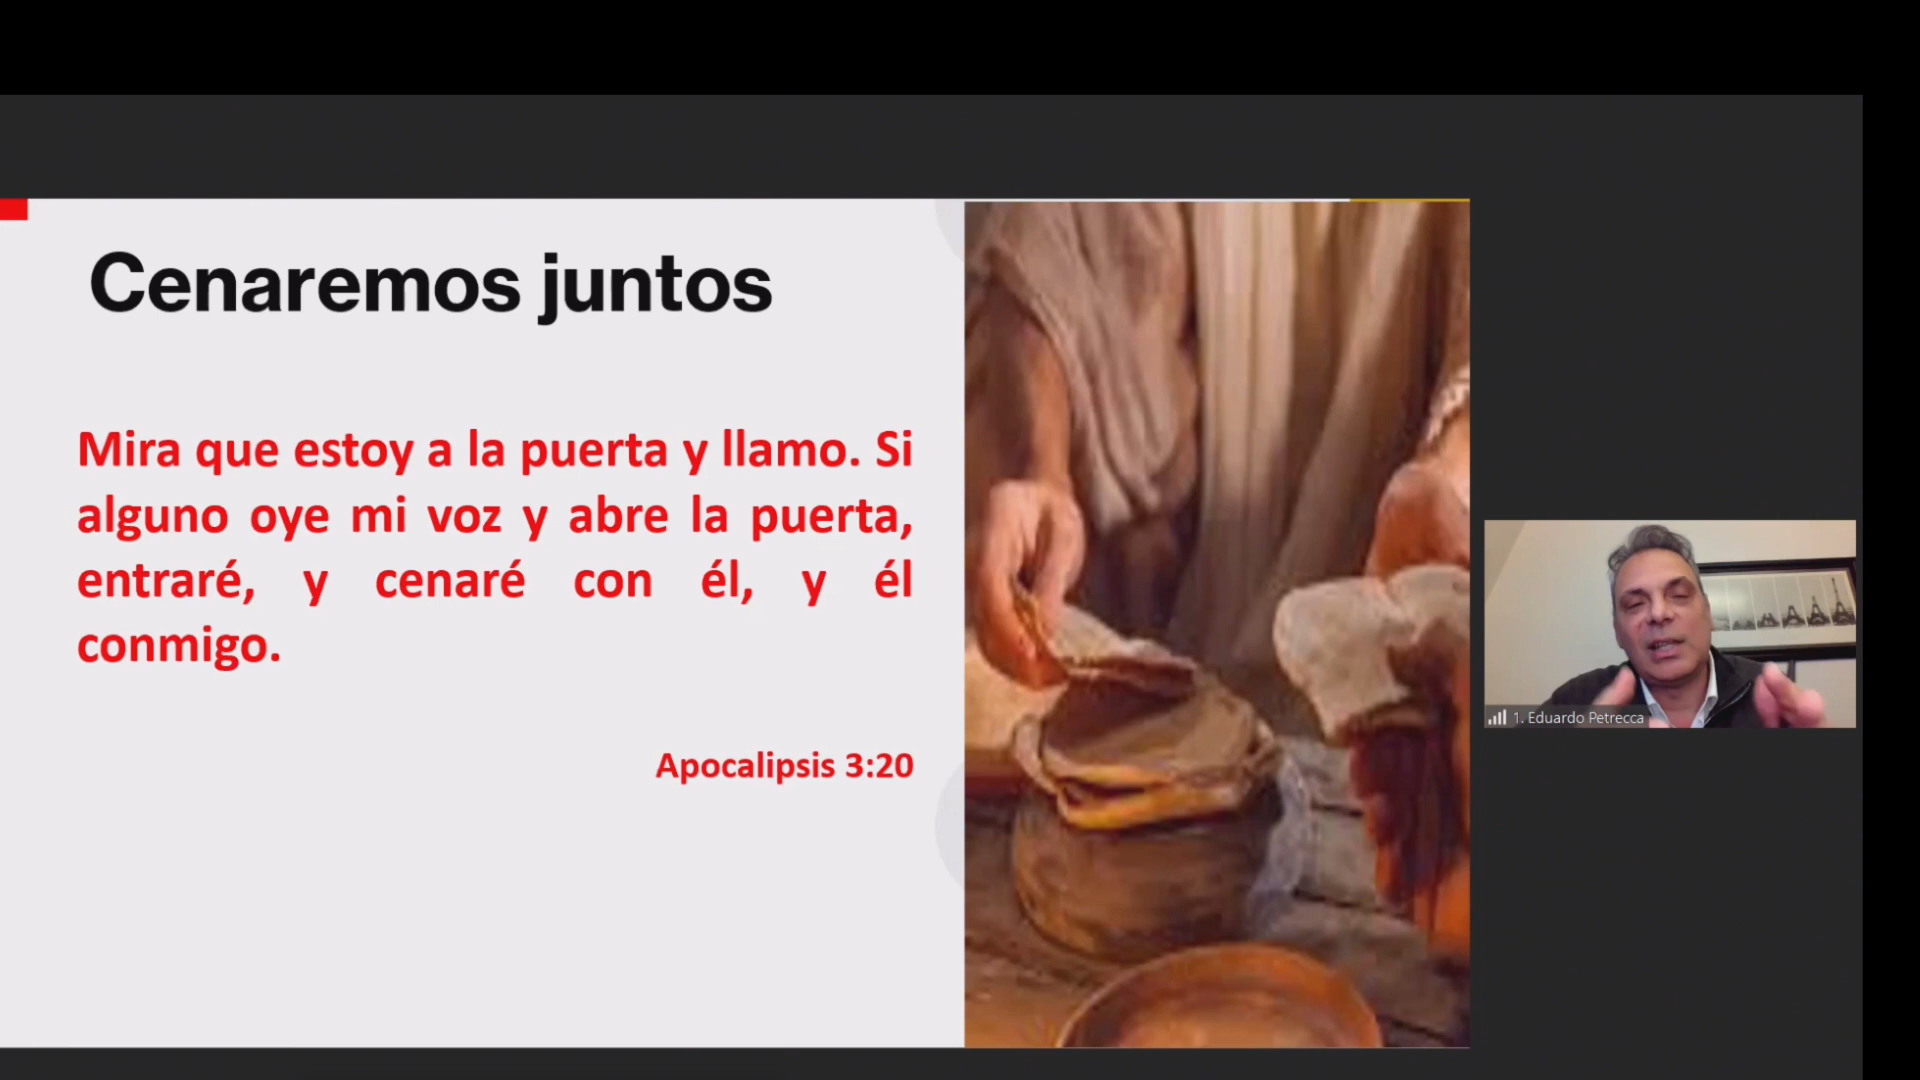 Cenaremos juntos
Mira que estoy a la puerta y llamo. Si
alguno oye mi voz y abre la puerta,
entraré, y cenaré con él, y él
conmigo.
Apocalipsis 3:20
1. Eduardo Petrecca